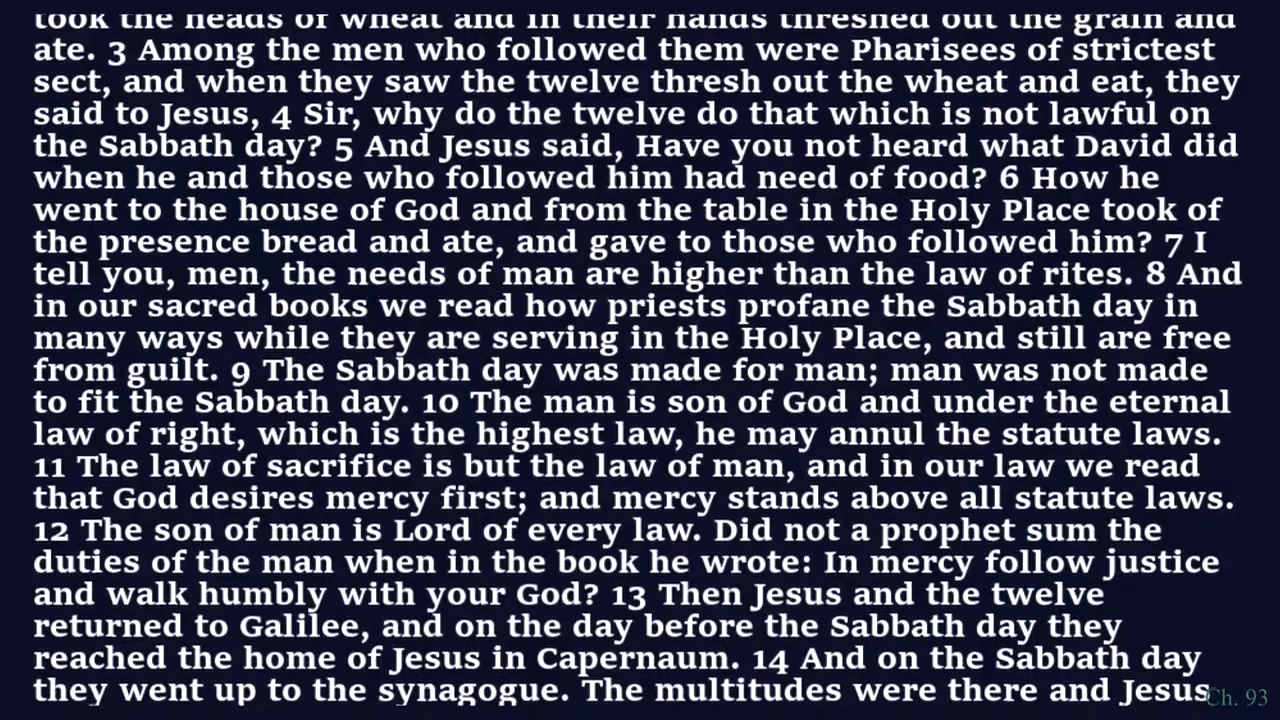 took the heads of wheat and in their hands threshed out the grain and
ate. 3 Among the men who followed them were Pharisees of strictest
sect, and when they saw the twelve thresh out the wheat and eat, they
said to Jesus, 4 Sir, why do the twelve do that which is not lawful on
the Sabbath day? 5 And Jesus said, Have you not heard what David did
when he and those who followed him had need of food? 6 How he
went to the house of God and from the table in the Holy Place took of
the presence bread and ate, and gave to those who followed him? 7 I
tell you, men, the needs of man are higher than the law of rites. 8 And
in our sacred books we read how priests profane the Sabbath day in
many ways while they are serving in the Holy Place, and still are free
from guilt. 9 The Sabbath day was made for man; man was not made
to fit the Sabbath day. 10 The man is son of God and under the eternal
law of right, which is the highest law, he may annul the statute laws.
11 The law of sacrifice is but the law of man, and in our law we read
that God desires mercy first; and mercy stands above all statute laws.
12 The son of man is Lord of every law. Did not a prophet sum the
duties of the man when in the book he wrote: In mercy follow justice
and walk humbly with your God? 13 Then Jesus and the twelve
returned to Galilee, and on the day before the Sabbath day they
reached the home of Jesus in Capernaum. 14 And on the Sabbath day
they went up to the synagogue. The multitudes were there and Jesus
Ch. 93